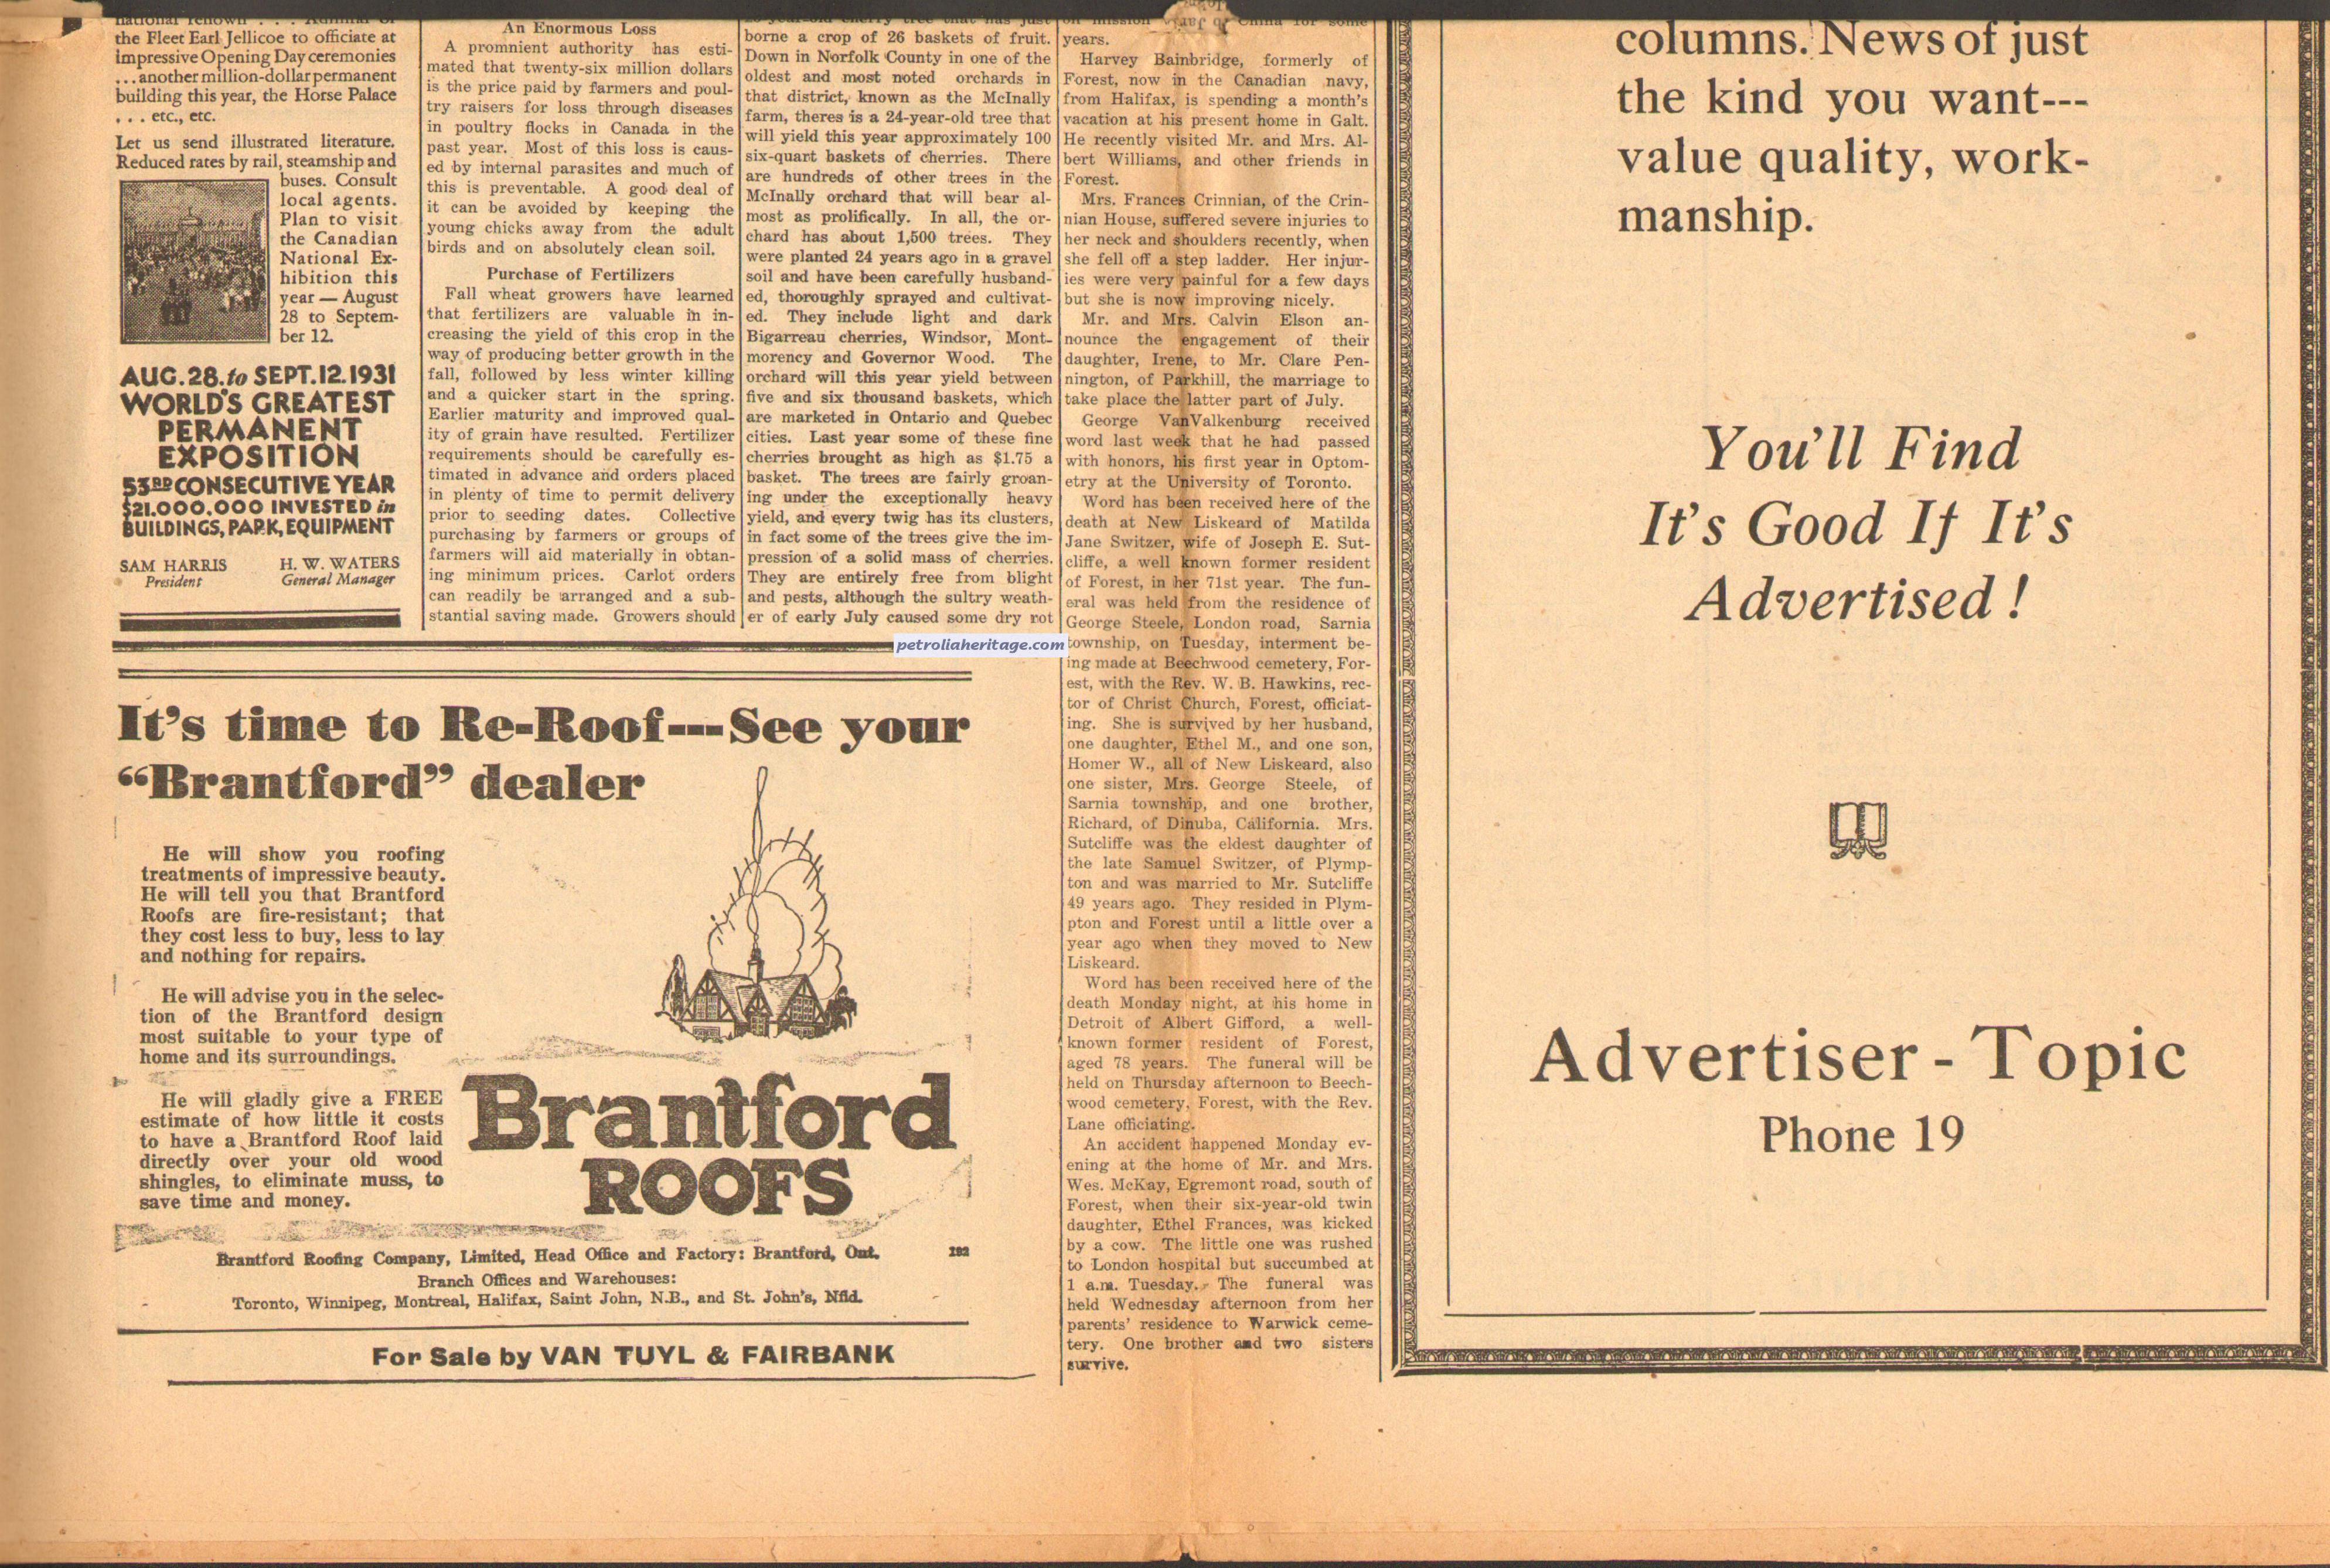 national renown . . . Admiral of
the Fleet Earl Jellicoe to officiate at
impressive Opening Day ceremonies
. . . another million-dollar permanent
building this year, the Horse Palace
. . . etc., etc.
Let us send illustrated literature.
Reduced rates by rail, steamship and
buses. Consult
local agents.
Plan to visit
the Canadian
National Ex-
hibition this
year — August
28 to Septem-
ber 12.
AUG. 28. to SEPT. 12. 1931
WORLD'S GREATEST
PERMANENT
EXPOSITION
53RD CONSECUTIVE YEAR
$21.000.000 INVESTED in
BUILDINGS, PARK, EQUIPMENT
SAM HARRIS
President
H. W. WATERS
General Manager
An Enormous Loss
A promnient authority has esti-
mated that twenty-six million dollars
is the price paid by farmers and poul-
try raisers for loss through diseases
in poultry flocks in Canada in the
past year. Most of this loss is caus-
ed by internal parasites and much of
this is preventable. A good deal of
it can be avoided by keeping the
young chicks away from the adult
birds and on absolutely clean soil.
Purchase of Fertilizers
Fall wheat growers have learned
that fertilizers are valuable in in-
creasing the yield of this crop in the
way of producing better growth in the
fall, followed by less winter killing
and a quicker start in the spring.
Earlier maturity and improved qual-
ity of grain have resulted. Fertilizer
requirements should be carefully es-
timated in advance and orders placed
in plenty of time to permit delivery
prior to seeding dates. Collective
purchasing by farmers or groups of
farmers will aid materially in obtan-
ing minimum prices. Carlot orders
can readily be arranged and a sub-
stantial saving made. Growers should
year-old cherry tree that has just
borne a crop of 26 baskets of fruit.
Down in Norfolk County in one of the
oldest and most noted orchards in
that district, known as the McInally
farm, theres is a 24-year-old tree that
will yield this year approximately 100
six-quart baskets of cherries. There
are hundreds of other trees in the
McInally orchard that will bear al-
most as prolifically. In all, the or-
chard has about 1,500 trees. They
were planted 24 years ago in a gravel
soil and have been carefully husband-
ed, thoroughly sprayed and cultivat-
ed. They include light and dark
Bigarreau cherries, Windsor, Mont-
morency and Governor Wood. The
orchard will this year yield between
five and six thousand baskets, which
are marketed in Ontario and Quebec
cities. Last year some of these fine
cherries brought as high as $1.75 a
basket. The trees are fairly groan-
ing under the exceptionally heavy
yield, and every twig has its clusters,
in fact some of the trees give the im-
pression of a solid mass of cherries.
They are entirely free from blight
and pests, although the sultry weath-
er of early July caused some dry rot
petroliaheritage.com
on mission China for some
years.
Harvey Bainbridge, formerly of
Forest, now in the Canadian navy,
from Halifax, is spending a month's
vacation at his present home in Galt.
He recently visited Mr. and Mrs. Al-
bert Williams, and other friends in
Forest.
Mrs. Frances Crinnian, of the Crin-
nian House, suffered severe injuries to
her neck and shoulders recently, when
she fell off a step ladder. Her injur-
ies were very painful for a few days
but she is now improving nicely.
Mr. and Mrs. Calvin Elson an-
nounce the engagement of their
daughter, Irene, to Mr. Clare Pen-
nington, of Parkhill, the marriage to
take place the latter part of July.
George VanValkenburg received
word last week that he had passed
with honors, his first year in Optom-
etry at the University of Toronto.
Word has been received here of the
death at New Liskeard of Matilda
Jane Switzer, wife of Joseph E. Sut-
cliffe, a well known former resident
of Forest, in her 71st year. The fun-
eral was held from the residence of
George Steele, London road, Sarnia
township, on Tuesday, interment be-
ing made at Beechwood cemetery, For-
est, with the Rev. W. B. Hawkins, rec-
tor of Christ Church, Forest, officiat-
ing. She is survived by her husband,
one daughter, Ethel M., and one son,
Homer W., all of New Liskeard, also
one sister, Mrs. George Steele, of
Sarnia township, and one brother,
Richard, of Dinuba, California. Mrs.
Sutcliffe was the eldest daughter of
the late Samuel Switzer, of Plymp-
ton and was married to Mr. Sutcliffe
49 years ago. They resided in Plym-
pton and Forest until a little over a
year ago when they moved to New
Liskeard.
Word has been received here of the
death Monday night, at his home in
Detroit of Albert Gifford, a well-
known former resident of Forest,
aged 78 years. The funeral will be
held on Thursday afternoon to Beech-
wood cemetery, Forest, with the Rev.
Lane officiating.
An accident happened Monday ev-
ening at the home of Mr. and Mrs.
Wes. McKay, Egremont road, south of
Forest, when their six-year-old twin
daughter, Ethel Frances, was kicked
by a cow. The little one was rushed
to London hospital but succumbed at
1 a.m. Tuesday. The funeral was
held Wednesday afternoon from her
parents' residence to Warwick ceme-
tery. One brother and two sisters
survive.
It's time to Re-Roof---See your
"Brantford" dealer
He will show you roofing
treatments of impressive beauty.
He will tell you that Brantford
Roofs are fire-resistant; that
they cost less to buy, less to lay
and nothing for repairs.
He will advise you in the selec-
tion of the Brantford design
most suitable to your type of
home and its surroundings.
He will gladly give a FREE
estimate of how little it costs
to have a Brantford Roof laid
directly over your old wood
shingles, to eliminate muss, to
save time and money.
Brantford
ROOFS
Brantford Roofing Company, Limited, Head Office and Factory: Brantford, Ont. 192
Branch Offices and Warehouses:
Toronto, Winnipeg, Montreal, Halifax, Saint John, N.B., and St. John's, Nfld.
For Sale by VAN TUYL & FAIRBANK
columns. News of just
the kind you want---
value quality, work-
manship.
You'll Find
It's Good If It's
Advertised!
Advertiser - Topic
Phone 19